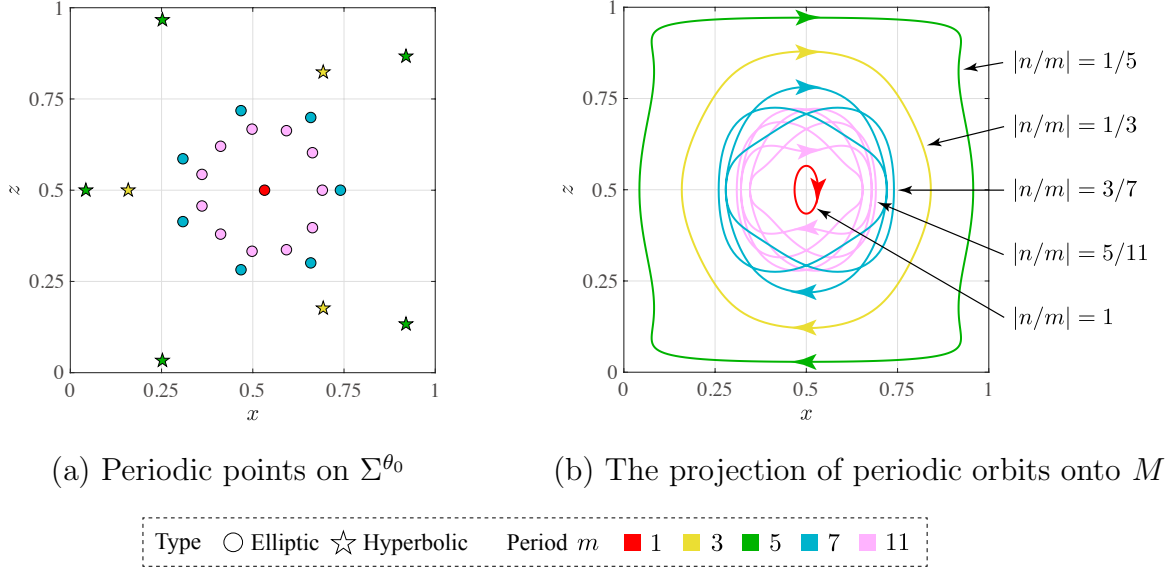 1
0.75
z 0.5
0.25
0
0 0.25 0.5 0.75 1
x
1
0.75
z 0.5
0.25
0
0 0.25 0.5 0.75 1
x
|n/m| = 1/5
|n/m| = 1/3
|n/m| = 3/7
|n/m| = 5/11
|n/m| = 1
(a) Periodic points on Σ^θ₀
(b) The projection of periodic orbits onto M
Type Elliptic Hyperbolic Period m 1 3 5 7 11